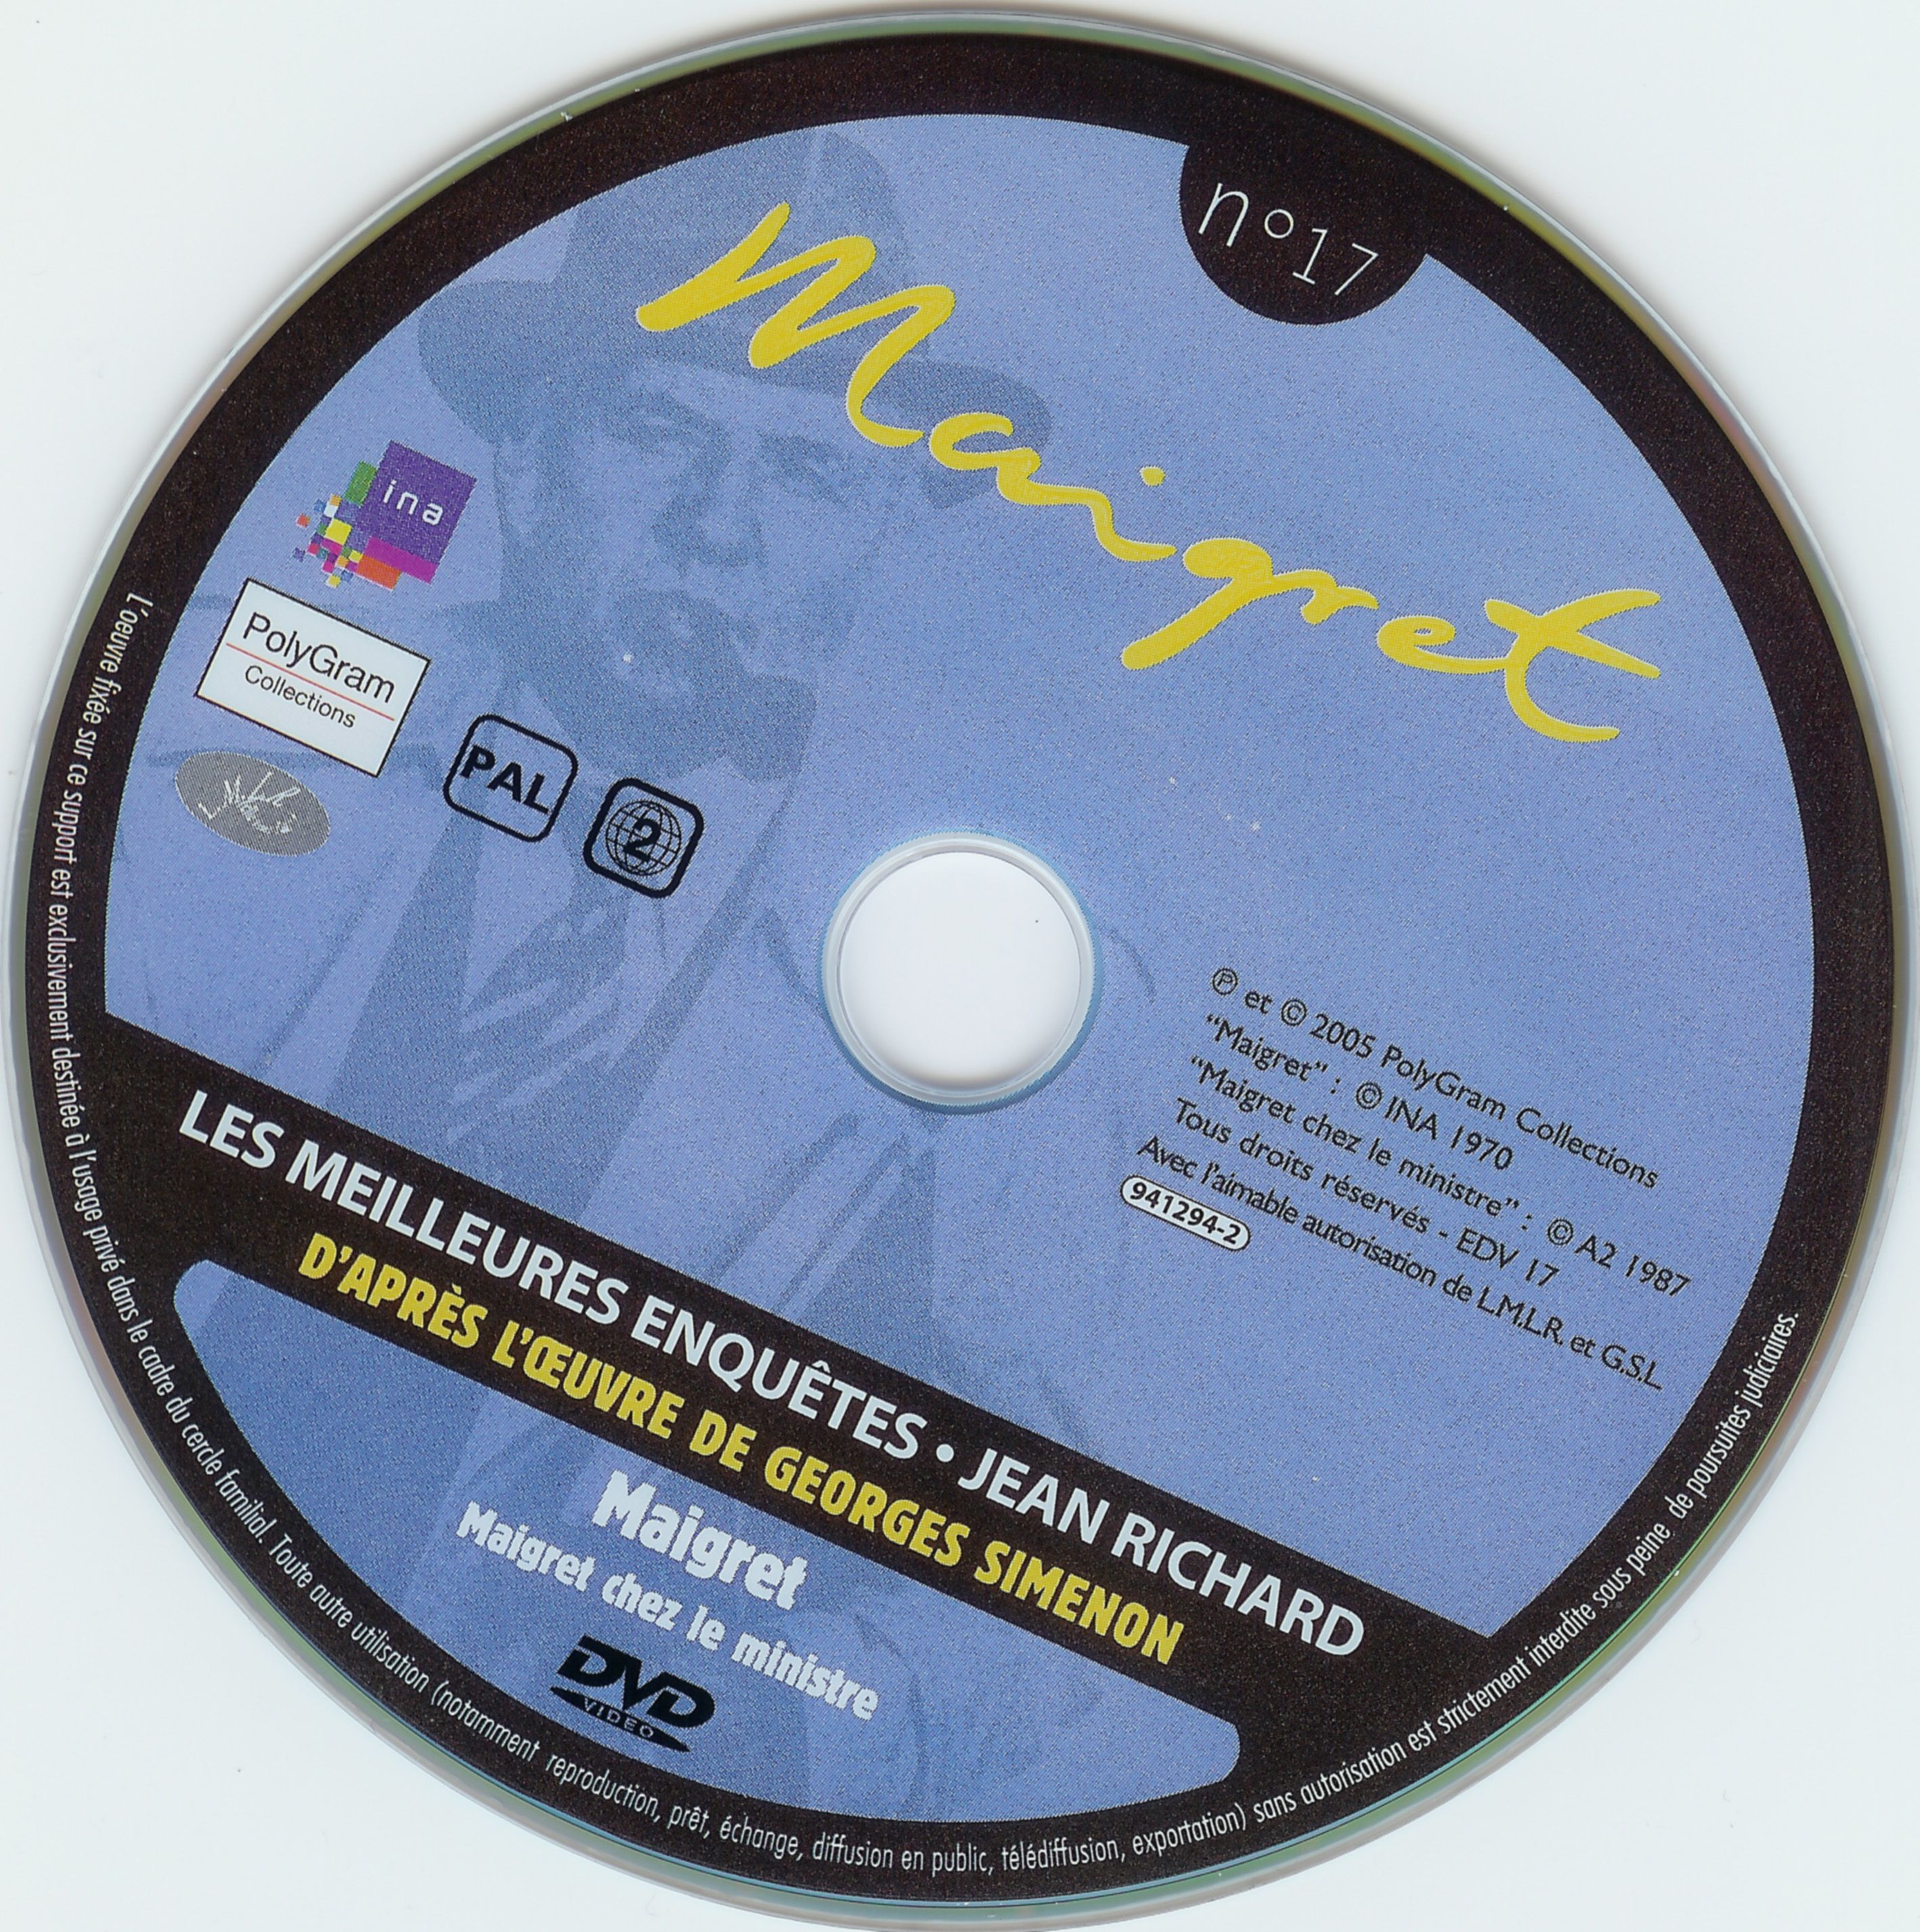 n°17
Maigret
ina
PolyGram
Collections
PAL
2
℗ et © 2005 PolyGram Collections
“Maigret” : © INA 1970
“Maigret chez le ministre” : © A2 1987
Tous droits réservés - EDV 17
Avec l'aimable autorisation de L.M.L.R. et G.S.L.
941294-2
LES MEILLEURES ENQUÊTES • JEAN RICHARD
D'APRÈS L'ŒUVRE DE GEORGES SIMENON
Maigret
Maigret chez le ministre
DVD
VIDEO
L'oeuvre fixée sur ce support est exclusivement destinée à l'usage privé dans le cadre du cercle familial. Toute autre utilisation (notamment reproduction, prêt, échange, diffusion en public, télédiffusion, exportation) sans autorisation est strictement interdite sous peine de poursuites judiciaires.